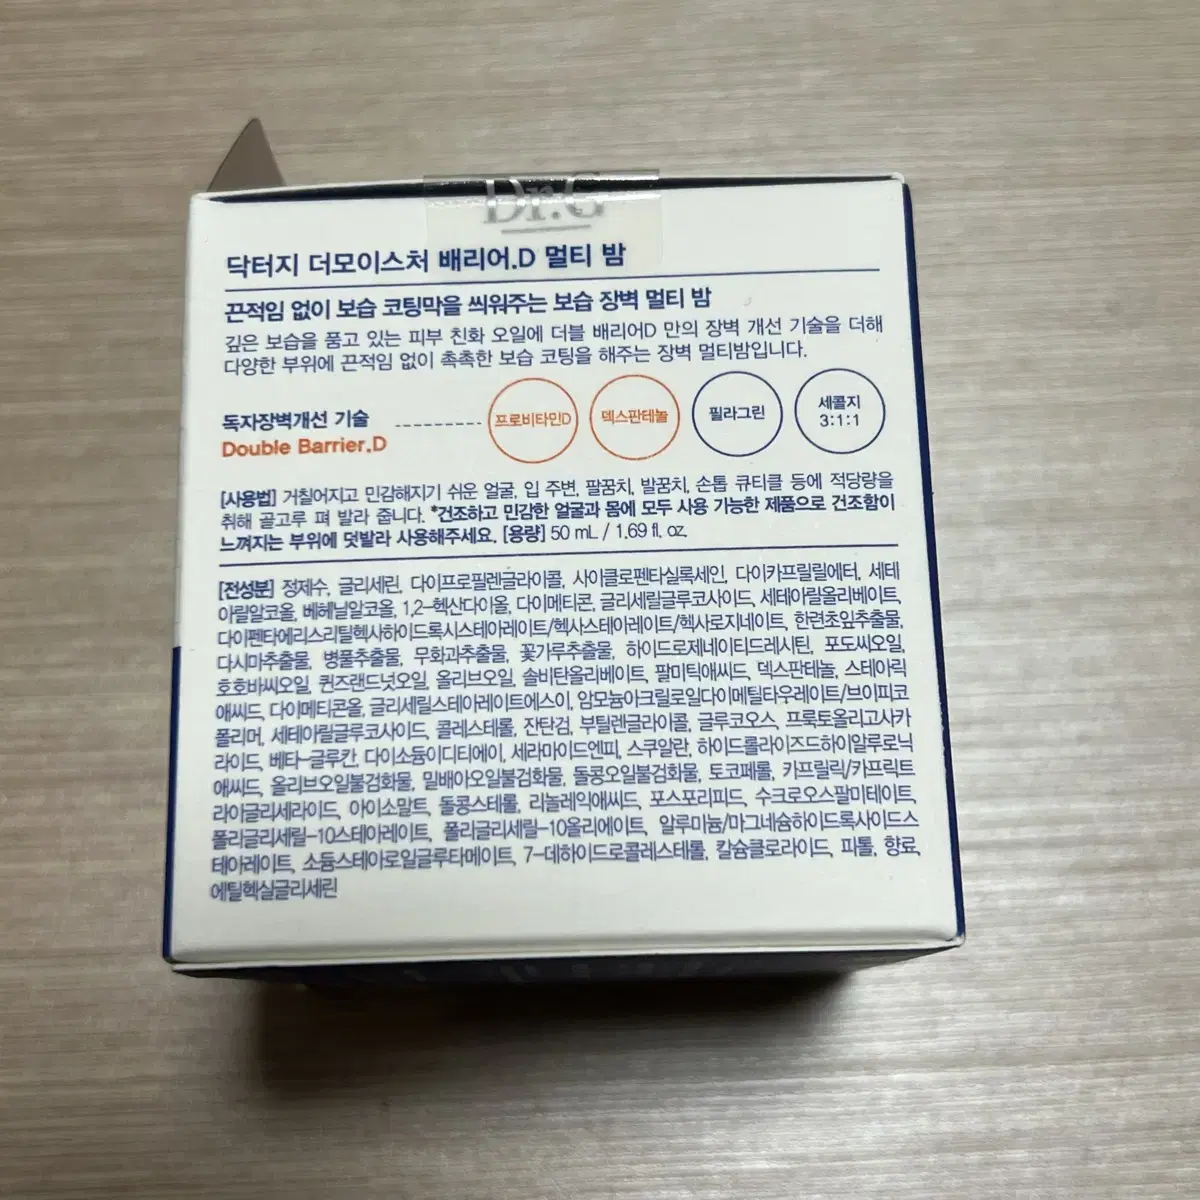 Dr.G
닥터지 더모이스처 배리어.D 멀티 밤
끈적임 없이 보습 코팅막을 씌워주는 보습 장벽 멀티 밤
깊은 보습을 품고 있는 피부 친화 오일에 더블 배리어D 만의 장벽 개선 기술을 더해
다양한 부위에 끈적임 없이 촉촉한 보습 코팅을 해주는 장벽 멀티밤입니다.
독자장벽개선 기술
Double Barrier.D
프로비타민D
덱스판테놀
필라그린
세콜지
3:1:1
[사용법] 거칠어지고 민감해지기 쉬운 얼굴, 입 주변, 팔꿈치, 발꿈치, 손톱 큐티클 등에 적당량을
취해 골고루 펴 발라 줍니다. *건조하고 민감한 얼굴과 몸에 모두 사용 가능한 제품으로 건조함이
느껴지는 부위에 덧발라 사용해주세요. [용량] 50 mL / 1.69 fl. oz.
[전성분] 정제수, 글리세린, 다이프로필렌글라이콜, 사이클로펜타실록세인, 다이카프릴릴에터, 세테
아릴알코올, 베헤닐알코올, 1,2-헥산다이올, 다이메티콘, 글리세릴글루코사이드, 세테아릴올리베이트,
다이펜타에리스리틸헥사하이드록시스테아레이트/헥사스테아레이트/헥사로지네이트, 한련초잎추출물,
다시마추출물, 병풀추출물, 무화과추출물, 꽃가루추출물, 하이드로제네이티드레시틴, 포도씨오일,
호호바씨오일, 퀸즈랜드넛오일, 올리브오일, 솔비탄올리베이트, 팔미틱애씨드, 덱스판테놀, 스테아릭
애씨드, 다이메티콘올, 글리세릴스테아레이트에스이, 암모늄아크릴로일다이메틸타우레이트/브이피코
폴리머, 세테아릴글루코사이드, 콜레스테롤, 잔탄검, 부틸렌글라이콜, 글루코오스, 프룩토올리고사카
라이드, 베타-글루칸, 다이소듐이디티에이, 세라마이드엔피, 스쿠알란, 하이드롤라이즈드하이알루로닉
애씨드, 올리브오일불검화물, 밀배아오일불검화물, 돌콩오일불검화물, 토코페롤, 카프릴릭/카프릭트
라이글리세라이드, 아이소말트, 돌콩스테롤, 리놀레익애씨드, 포스포리피드, 수크로오스팔미테이트,
폴리글리세릴-10스테아레이트, 폴리글리세릴-10올리에이트, 알루미늄/마그네슘하이드록사이드스
테아레이트, 소듐스테아로일글루타메이트, 7-데하이드로콜레스테롤, 칼슘클로라이드, 피톨, 향료,
에틸헥실글리세린